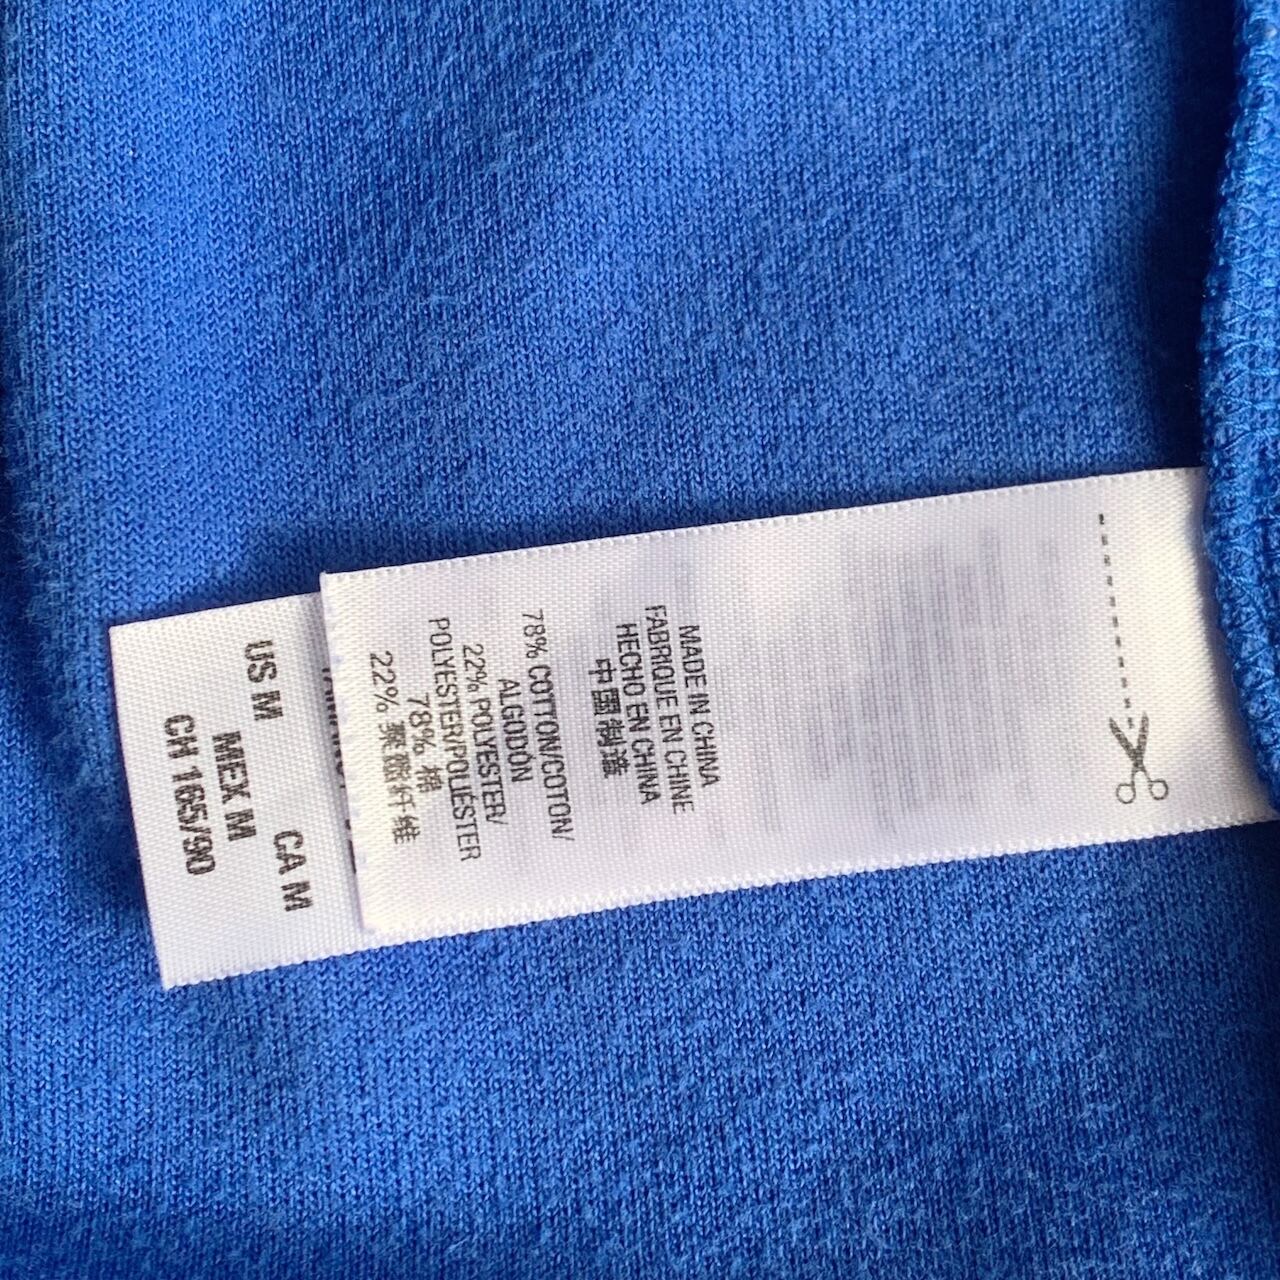 MADE IN CHINA
FABRIQUE EN CHINE
HECHO EN CHINA
中國制造
78% COTTON/COTON/
ALGODÓN
22% POLYESTER/
POLYESTER/POLIÉSTER
78% 棉
22% 聚酯纤维
US M CA M
MEX M
CH 165/90